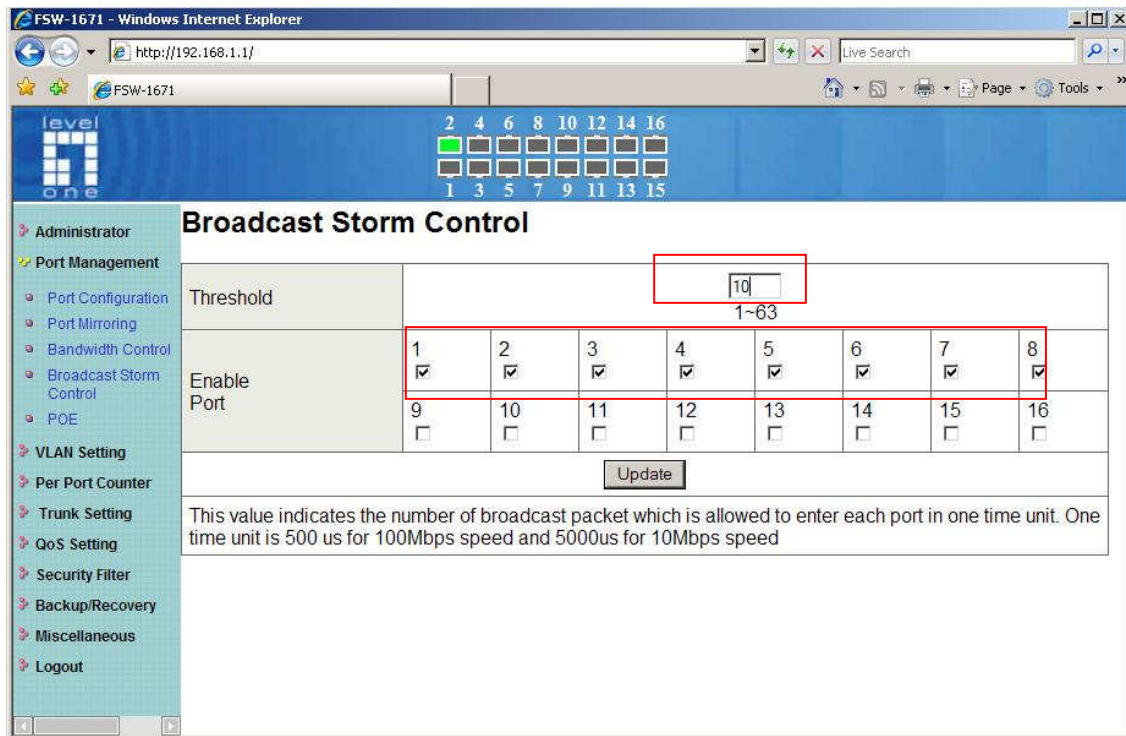 FSW-1671 - Windows Internet Explorer
http://192.168.1.1/
Live Search
FSW-1671
Page
Tools
level
one
2 4 6 8 10 12 14 16
1 3 5 7 9 11 13 15
Administrator
Port Management
Port Configuration
Port Mirroring
Bandwidth Control
Broadcast Storm
Control
POE
VLAN Setting
Per Port Counter
Trunk Setting
QoS Setting
Security Filter
Backup/Recovery
Miscellaneous
Logout
Broadcast Storm Control
Threshold
10
1~63
Enable
Port
1 2 3 4 5 6 7 8
9 10 11 12 13 14 15 16
Update
This value indicates the number of broadcast packet which is allowed to enter each port in one time unit. One
time unit is 500 us for 100Mbps speed and 5000us for 10Mbps speed